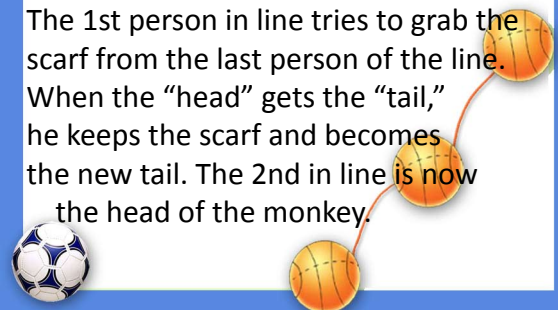 The 1st person in line tries to grab the
scarf from the last person of the line.
When the “head” gets the “tail,”
he keeps the scarf and becomes
the new tail. The 2nd in line is now
the head of the monkey.